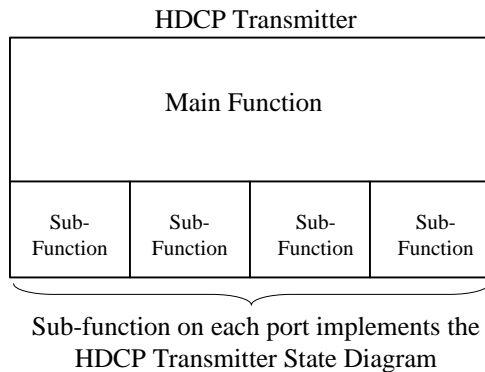 HDCP Transmitter
Main Function
Sub-
Function
Sub-
Function
Sub-
Function
Sub-
Function
Sub-function on each port implements the
HDCP Transmitter State Diagram